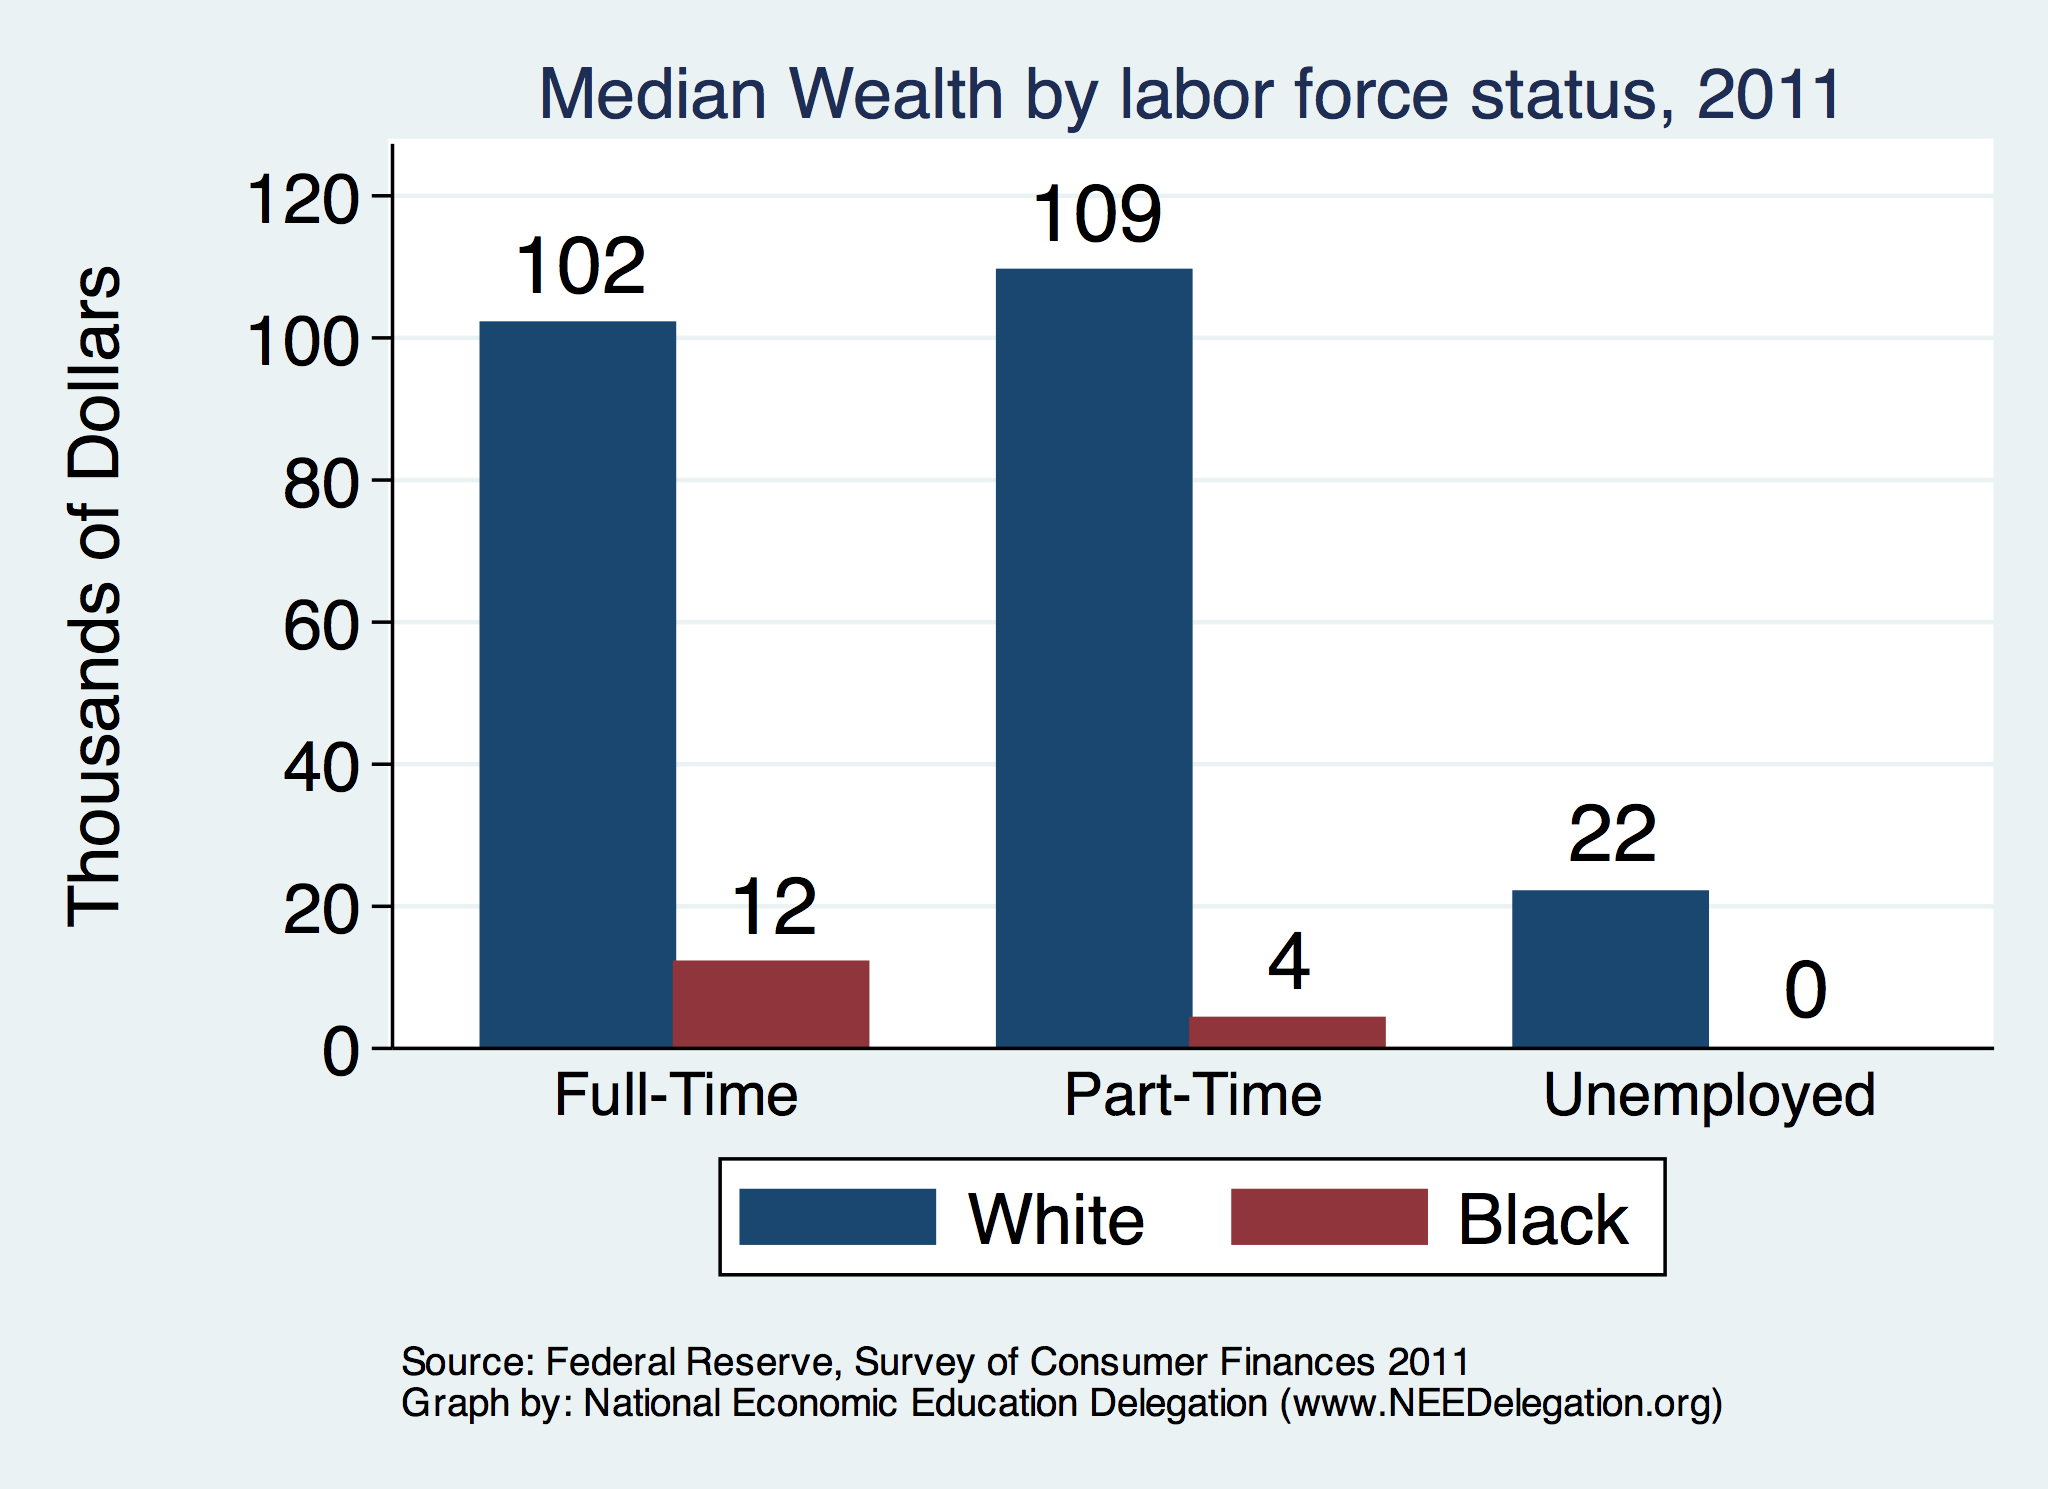 Median Wealth by labor force status, 2011
Thousands of Dollars
120
100
80
60
40
20
0
102
12
109
4
22
0
Full-Time
Part-Time
Unemployed
White
Black
Source: Federal Reserve, Survey of Consumer Finances 2011
Graph by: National Economic Education Delegation (www.NEEDelegation.org)